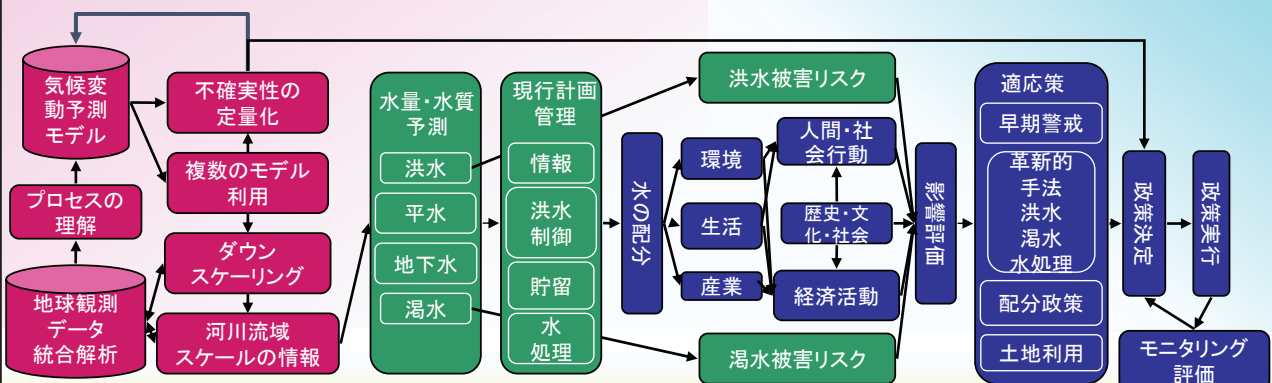 気候変
動予測
モデル
プロセスの
理解
地球観測
データ
統合解析
不確実性の
定量化
複数のモデル
利用
ダウン
スケーリング
河川流域
スケールの情報
水量・水質
予測
洪水
平水
地下水
渇水
現行計画
管理
情報
洪水
制御
貯留
水
処理
洪水被害リスク
水の配分
環境
生活
産業
人間・社
会行動
歴史・文
化・社会
経済活動
渇水被害リスク
影響評価
適応策
早期警戒
革新的
手法
洪水
渇水
水処理
配分政策
土地利用
政策決定
政策実行
モニタリング
評価